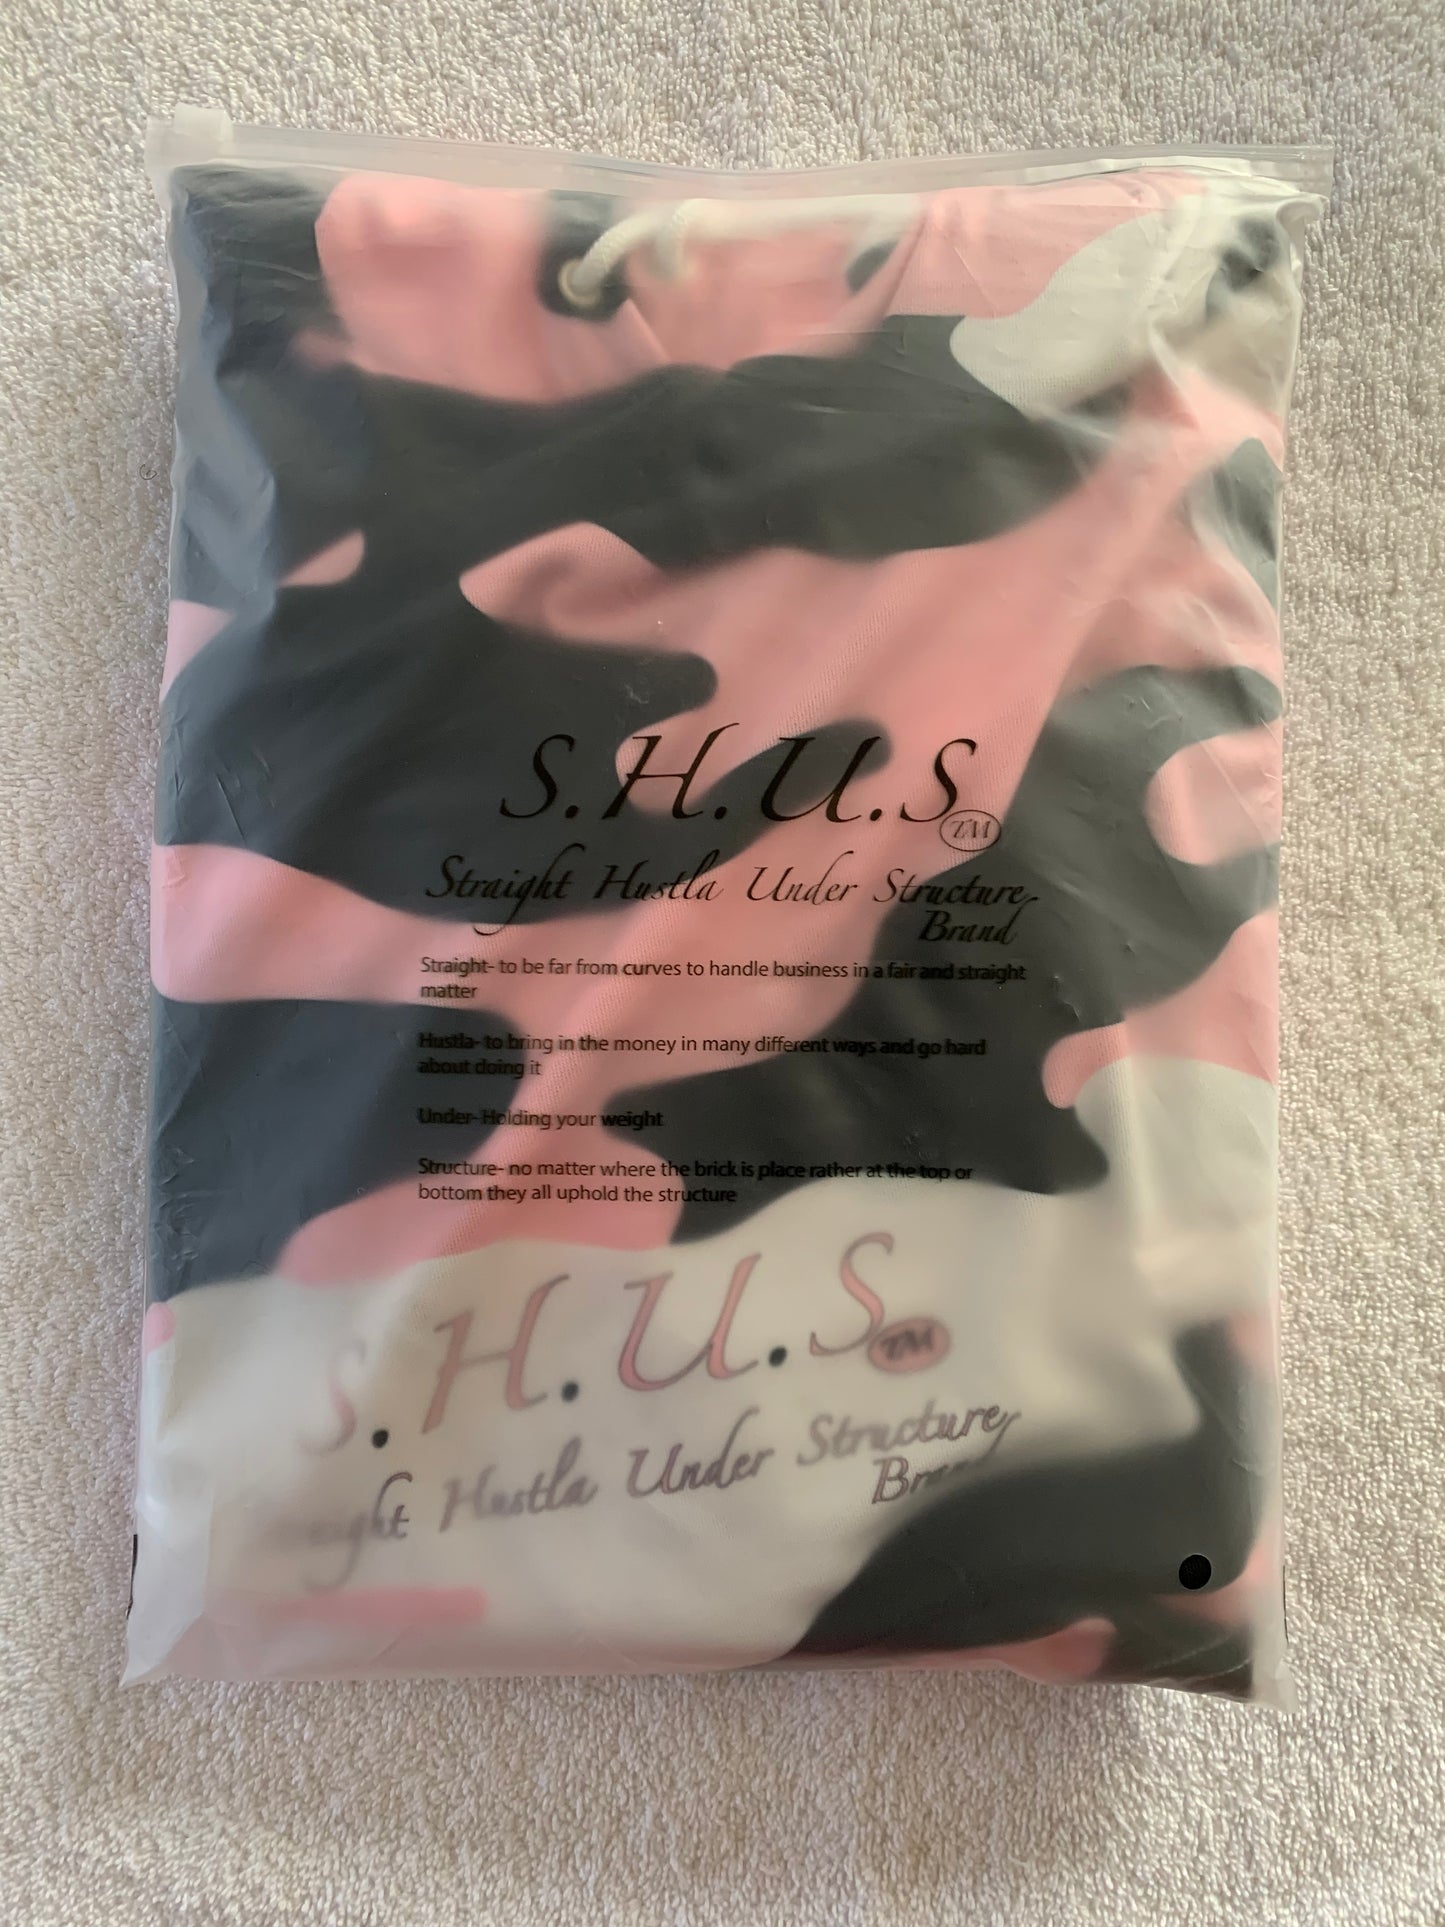 S.H.U.S
TM
Straight Hustla Under Structure
Brand
Straight- to be far from curves to handle business in a fair and straight
matter
Hustla- to bring in the money in many different ways and go hard
about doing it
Under- Holding your weight
Structure- no matter where the brick is place rather at the top or
bottom they all uphold the structure
S.H.U.S
TM
Hustla Under Structure